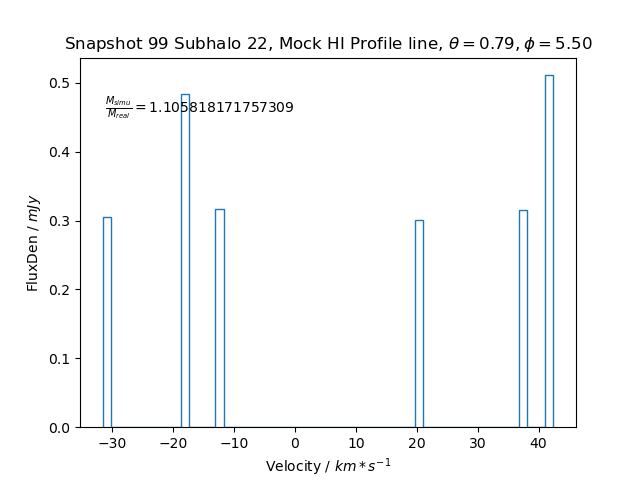 Snapshot 99 Subhalo 22, Mock HI Profile line, θ = 0.79, ϕ = 5.50
M_simu/M_real = 1.105818171757309
FluxDen / mJy
0.5
0.4
0.3
0.2
0.1
0.0
−30 −20 −10 0 10 20 30 40
Velocity / km * s^−1